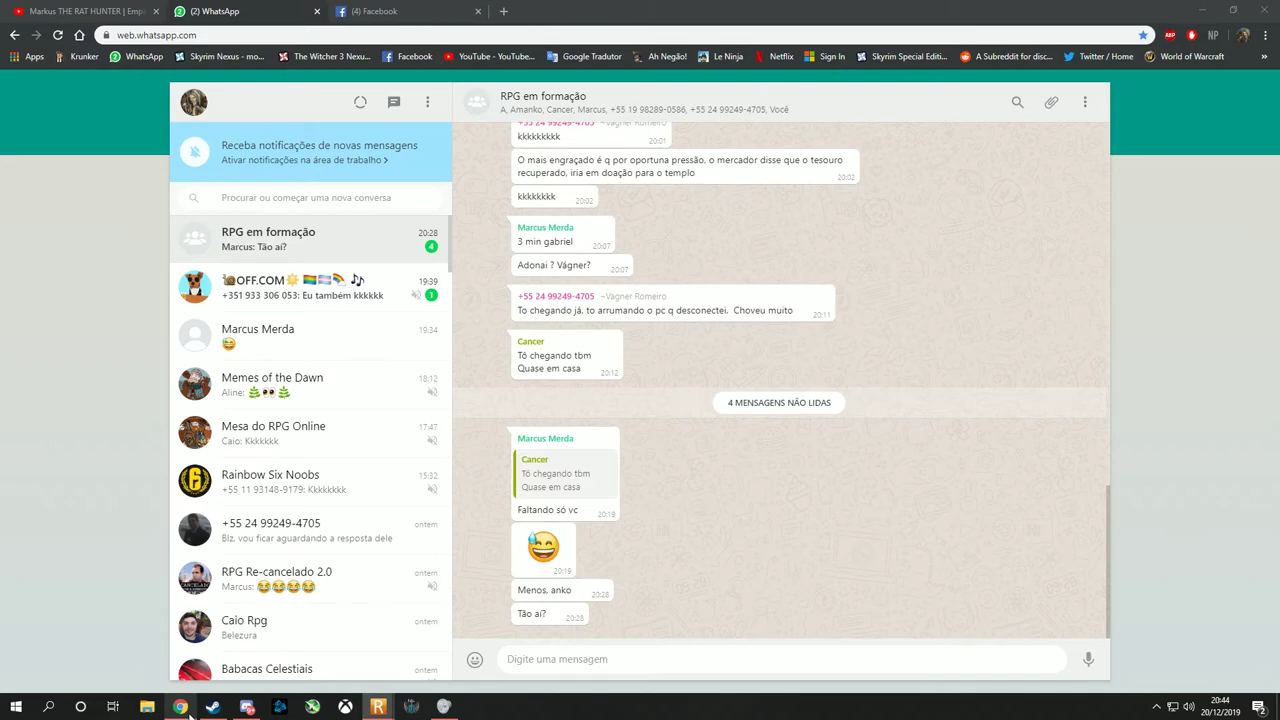 Markus THE RAT HUNTER | Empi
(2) WhatsApp
(4) Facebook
web.whatsapp.com
ABP
NP
Apps
Krunker
WhatsApp
Skyrim Nexus - mo...
The Witcher 3 Nexu...
Facebook
YouTube - YouTube...
Google Tradutor
Ah Negão!
Le Ninja
Netflix
Sign In
Skyrim Special Editi...
A Subreddit for disc...
Twitter / Home
World of Warcraft
»
Receba notificações de novas mensagens
Ativar notificações na área de trabalho >
Procurar ou começar uma nova conversa
RPG em formação 20:28
Marcus: Tão aí? 4
🐌OFF.COM☀️ 🏳️‍🌈 🎶 19:39
+351 933 306 053: Eu também kkkkkk 1
Marcus Merda 19:34
😅
Memes of the Dawn 18:12
Aline: 🌿👀🌿
Mesa do RPG Online 17:47
Caio: Kkkkkkk
Rainbow Six Noobs 15:32
+55 11 93148-9179: Kkkkkkkk
+55 24 99249-4705 ontem
Blz, vou ficar aguardando a resposta dele
RPG Re-cancelado 2.0 ontem
Marcus: 😂😂😂😂
Caio Rpg ontem
Belezura
Babacas Celestiais ontem
RPG em formação
A, Amanko, Cancer, Marcus, +55 19 98289-0586, +55 24 99249-4705, Você
+55 24 99249-4705 ~Vagner Romeiro
kkkkkkkkk 20:01
O mais engraçado é q por oportuna pressão, o mercador disse que o tesouro
recuperado, iria em doação para o templo 20:02
kkkkkkkk 20:02
Marcus Merda
3 min gabriel 20:07
Adonai ? Vágner? 20:07
+55 24 99249-4705 ~Vagner Romeiro
To chegando já, to arrumando o pc q desconectei. Choveu muito 20:11
Cancer
Tô chegando tbm
Quase em casa 20:12
4 MENSAGENS NÃO LIDAS
Marcus Merda
Cancer
Tô chegando tbm
Quase em casa
Faltando só vc 20:19
😅 20:19
Menos, anko 20:28
Tão aí? 20:28
Digite uma mensagem
20:44
20/12/2019
2